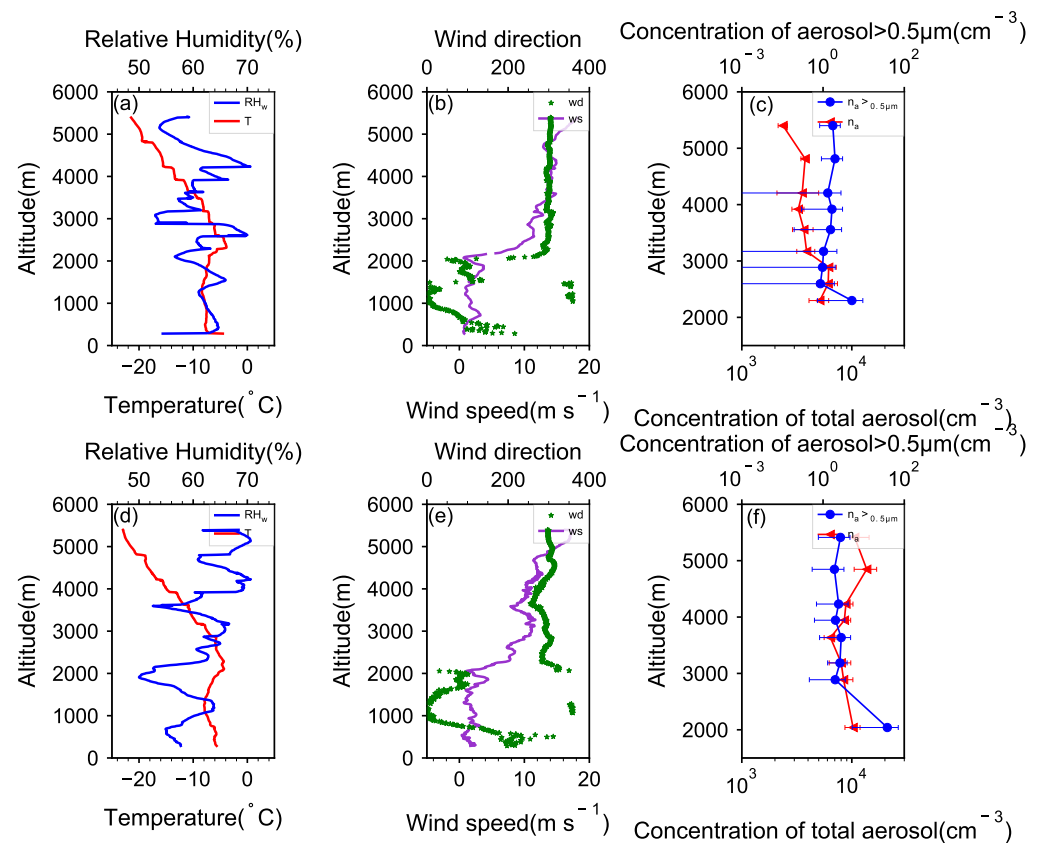 Relative Humidity(%)
50 60 70
(a)
RHw
T
6000
5000
4000
3000
2000
1000
0
Altitude(m)
−20 −10 0
Temperature(°C)
Wind direction
0 100 200 300 400
(b)
wd
ws
6000
5000
4000
3000
2000
1000
0
Altitude(m)
0 10 20
Wind speed(m s−1)
Concentration of aerosol>0.5μm(cm−3)
10−3 100 102
(c)
na>0.5μm
na
6000
5000
4000
3000
2000
Altitude(m)
103 104
Concentration of total aerosol(cm−3)
Relative Humidity(%)
50 60 70
(d)
RHw
T
6000
5000
4000
3000
2000
1000
0
Altitude(m)
−20 −10 0
Temperature(°C)
Wind direction
0 100 200 300 400
(e)
wd
ws
6000
5000
4000
3000
2000
1000
0
Altitude(m)
0 10 20
Wind speed(m s−1)
Concentration of aerosol>0.5μm(cm−3)
10−3 100 102
(f)
na>0.5μm
na
6000
5000
4000
3000
2000
Altitude(m)
103 104
Concentration of total aerosol(cm−3)